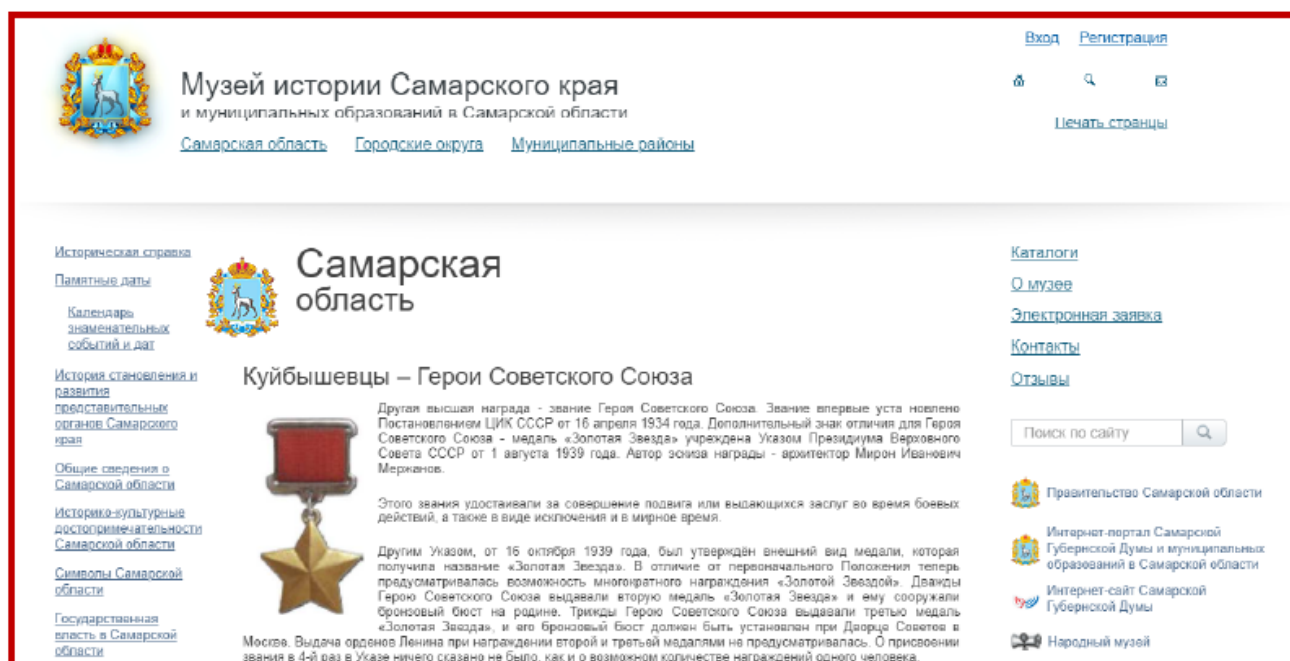 Вход Регистрация
Музей истории Самарского края
и муниципальных образований в Самарской области
Печать странцы
Самарская область Городские округа Муниципальные районы
Историческая справка
Памятные даты
Календарь
знаменательных
событий и дат
История становления и
развития
представительных
органов Самарского
края
Общие сведения о
Самарской области
Историко-культурные
достопримечательности
Самарской области
Символы Самарской
области
Государственная
власть в Самарской
области
Самарская
область
Куйбышевцы – Герои Советского Союза
Другая высшая награда - звание Героя Советского Союза. Звание впервые уста новлено
Постановлением ЦИК СССР от 16 апреля 1934 года. Дополнительный знак отличия для Героя
Советского Союза - медаль «Золотая Звезда» учреждена Указом Президиума Верховного
Совета СССР от 1 августа 1939 года. Автор эскиза награды - архитектор Мирон Иванович
Мержанов.
Этого звания удостаивали за совершение подвига или выдающихся заслуг во время боевых
действий, а также в виде исключения и в мирное время.
Другим Указом, от 16 октября 1939 года, был утверждён внешний вид медали, которая
получила название «Золотая Звезда». В отличие от первоначального Положения теперь
предусматривалась возможность многократного награждения «Золотой Звездой». Дважды
Герою Советского Союза выдавали вторую медаль «Золотая Звезда» и ему сооружали
бронзовый бюст на родине. Трижды Герою Советского Союза выдавали третью медаль
«Золотая Звезда», и его бронзовый бюст должен быть установлен при Дворце Советов в
Москве. Выдача орденов Ленина при награждении второй и третьей медалями не предусматривалась. О присвоении
звания в 4-й раз в Указе ничего сказано не было, как и о возможном количестве награждений одного человека.
Каталоги
О музее
Электронная заявка
Контакты
Отзывы
Поиск по сайту
Правительство Самарской области
Интернет-портал Самарской
Губернской Думы и муниципальных
образований в Самарской области
Интернет-сайт Самарской
Губернской Думы
Народный музей